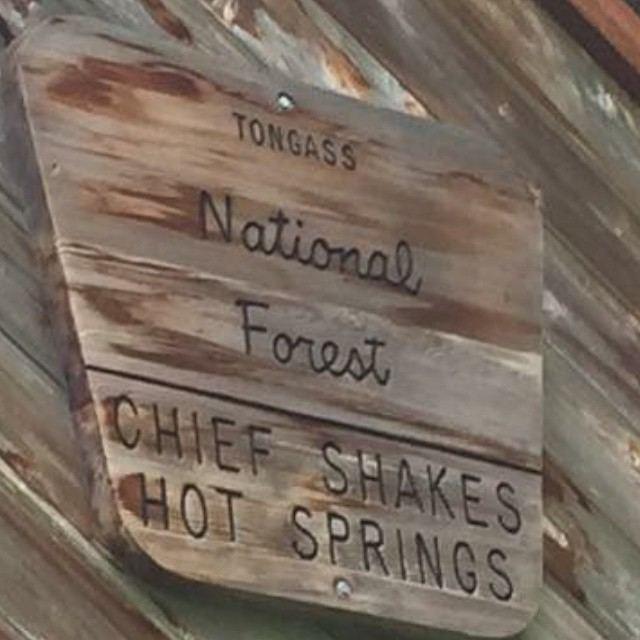 TONGASS
National
Forest
CHIEF SHAKES
HOT SPRINGS